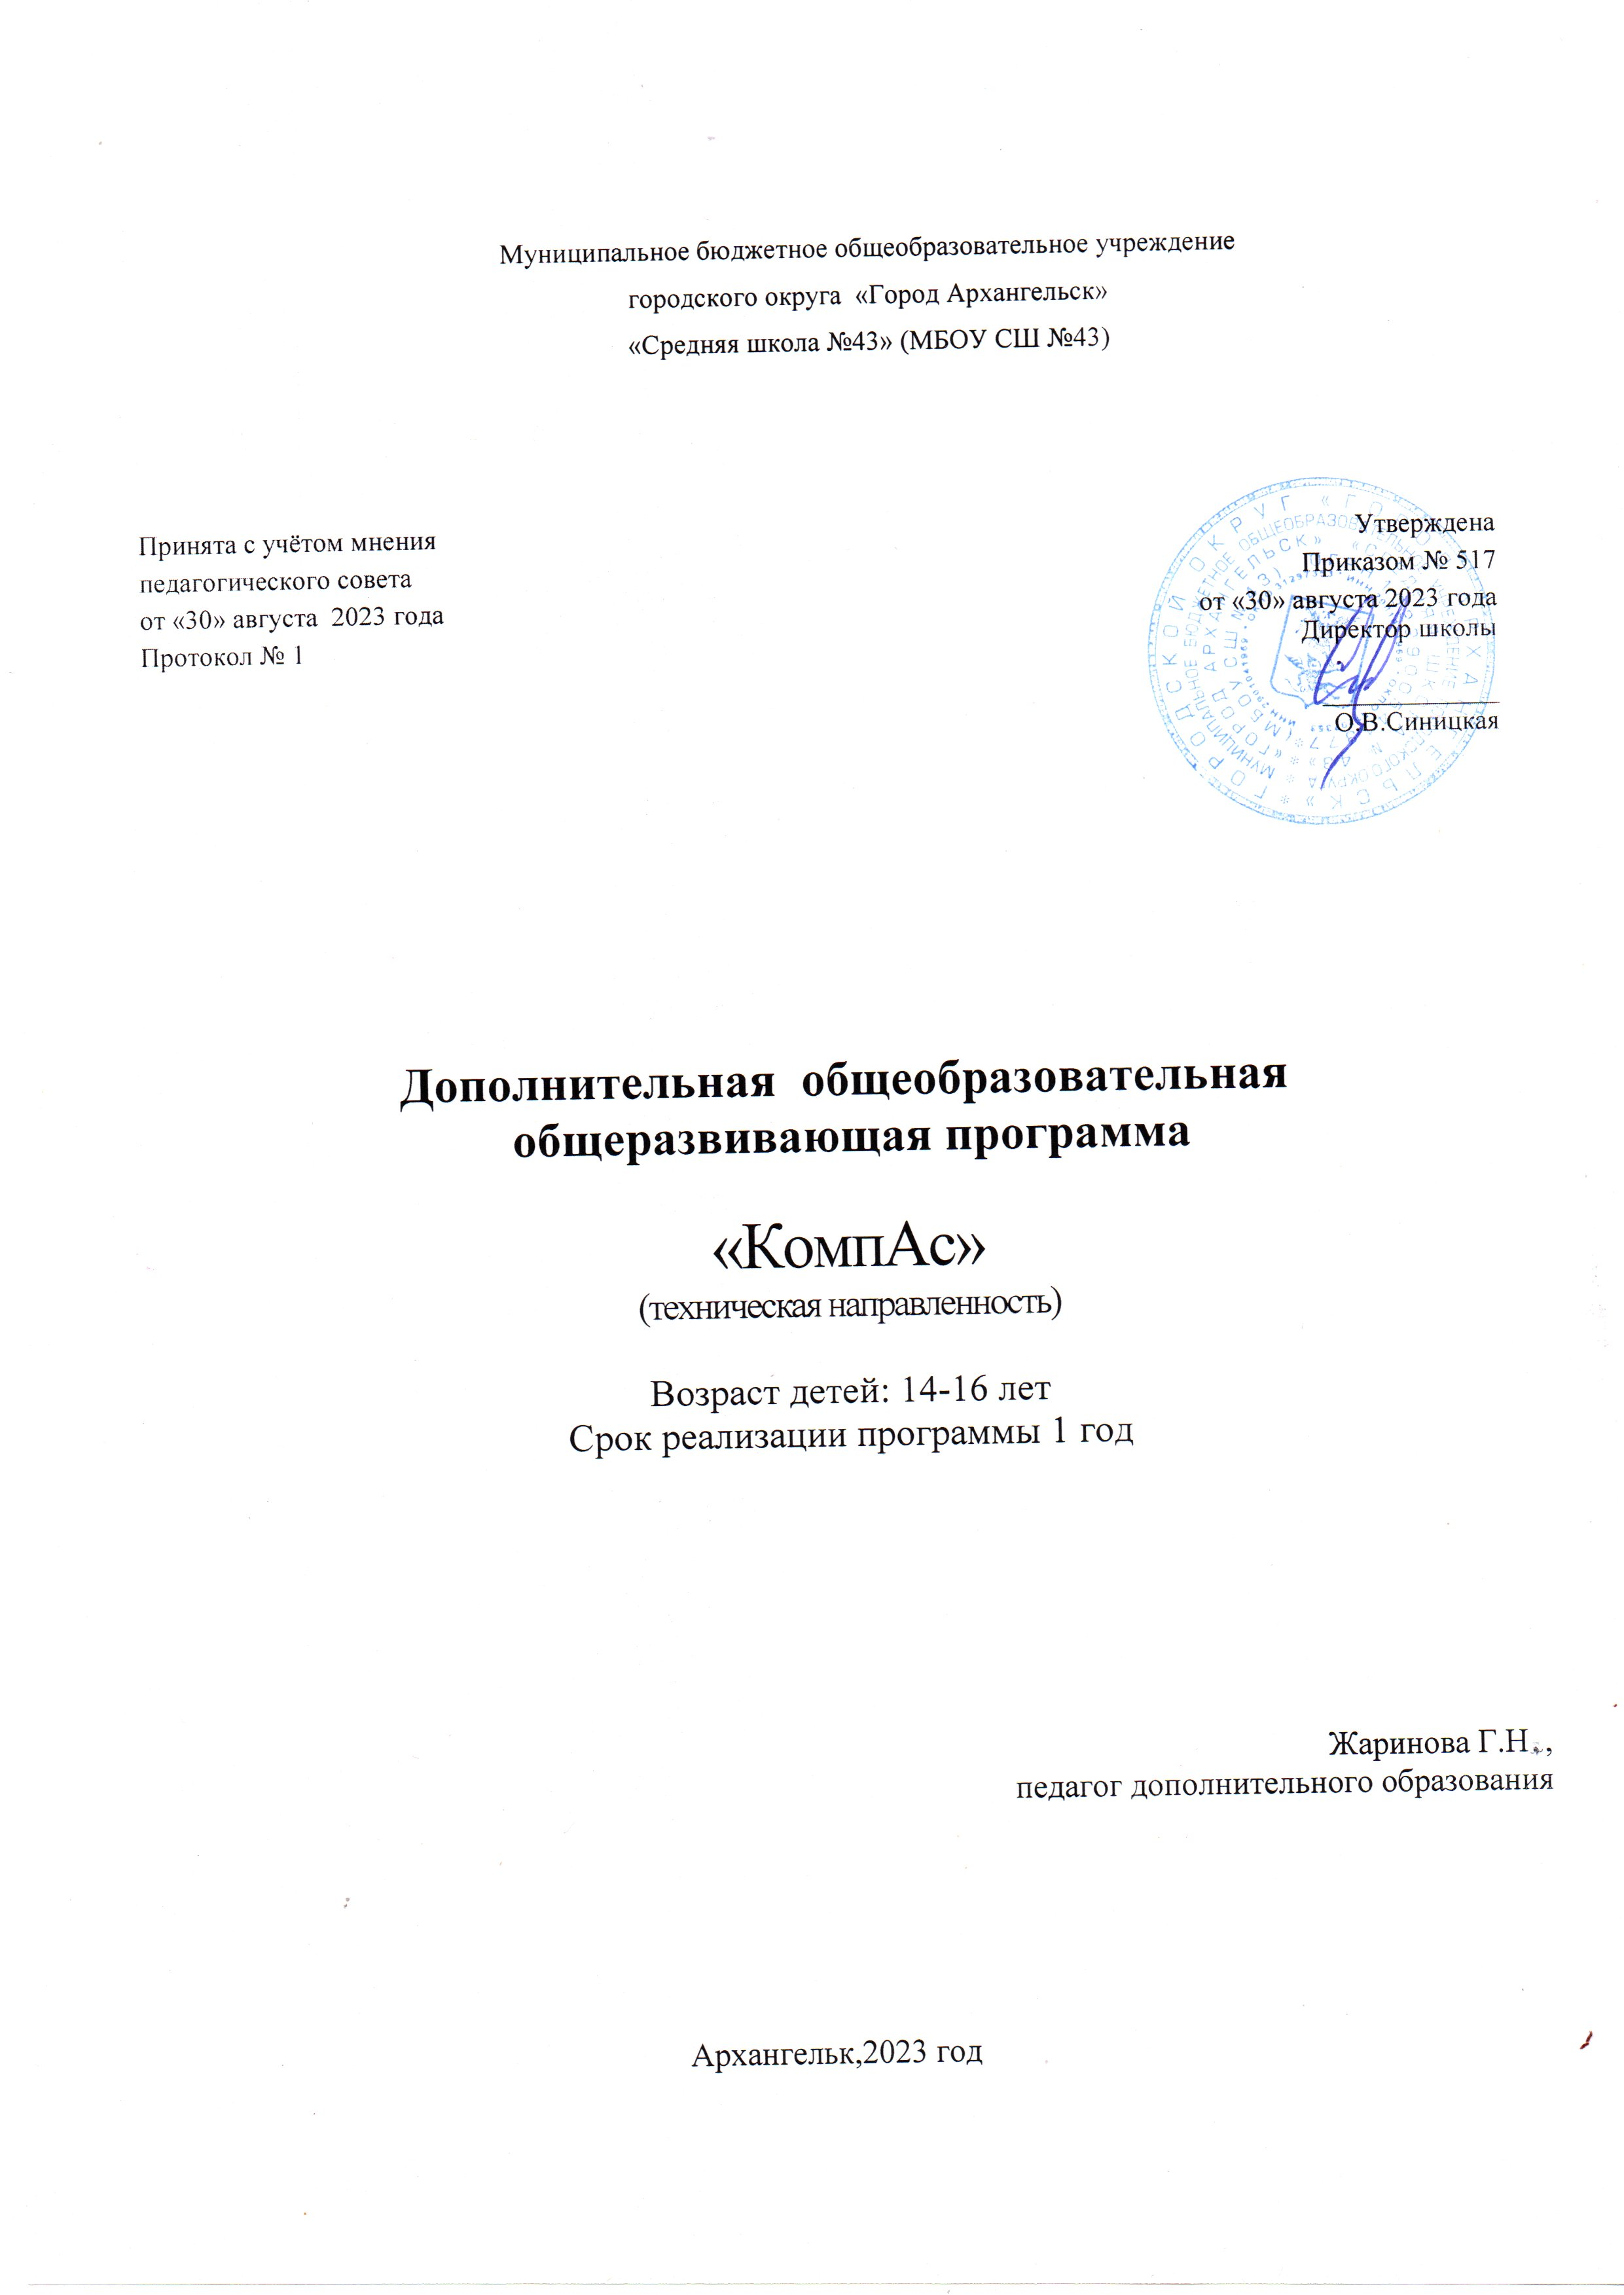 Муниципальное бюджетное общеобразовательное учреждение
городского округа «Город Архангельск»
«Средняя школа №43» (МБОУ СШ №43)
Принята с учётом мнения
педагогического совета
от «30» августа 2023 года
Протокол № 1
Утверждена
Приказом № 517
от «30» августа 2023 года
Директор школы
О.В.Синицкая
Дополнительная общеобразовательная
общеразвивающая программа
«КомпАс»
(техническая направленность)
Возраст детей: 14-16 лет
Срок реализации программы 1 год
Жаринова Г.Н.,
педагог дополнительного образования
Архангельк,2023 год